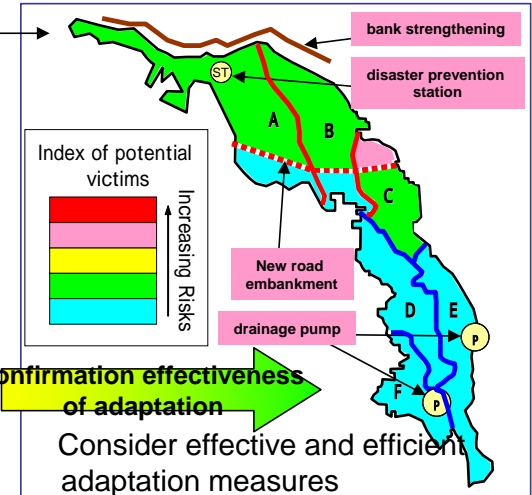 bank strengthening
disaster prevention
station
ST
A
B
Index of potential
victims
Increasing Risks
C
New road
embankment
D
E
drainage pump
P
onfirmation effectiveness
of adaptation
F
P
Consider effective and efficient
adaptation measures